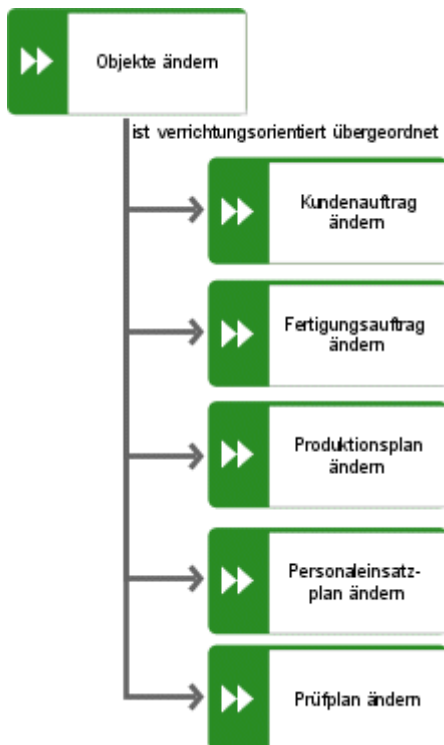 Objekte ändern
ist verrichtungsorientiert übergeordnet
Kundenauftrag
ändern
Fertigungsauftrag
ändern
Produktionsplan
ändern
Personaleinsatz-
plan ändern
Prüfplan ändern